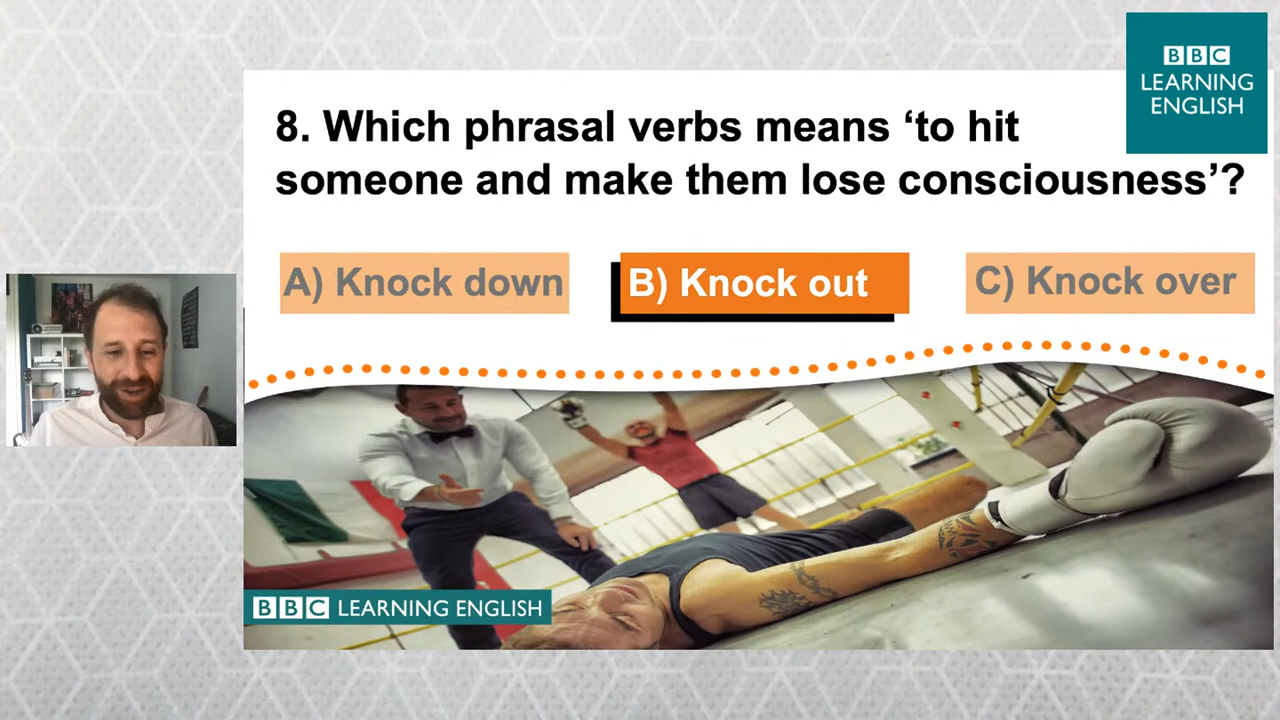 BBC
LEARNING
ENGLISH
8. Which phrasal verbs means ‘to hit
someone and make them lose consciousness’?
A) Knock down
B) Knock out
C) Knock over
BBC LEARNING ENGLISH